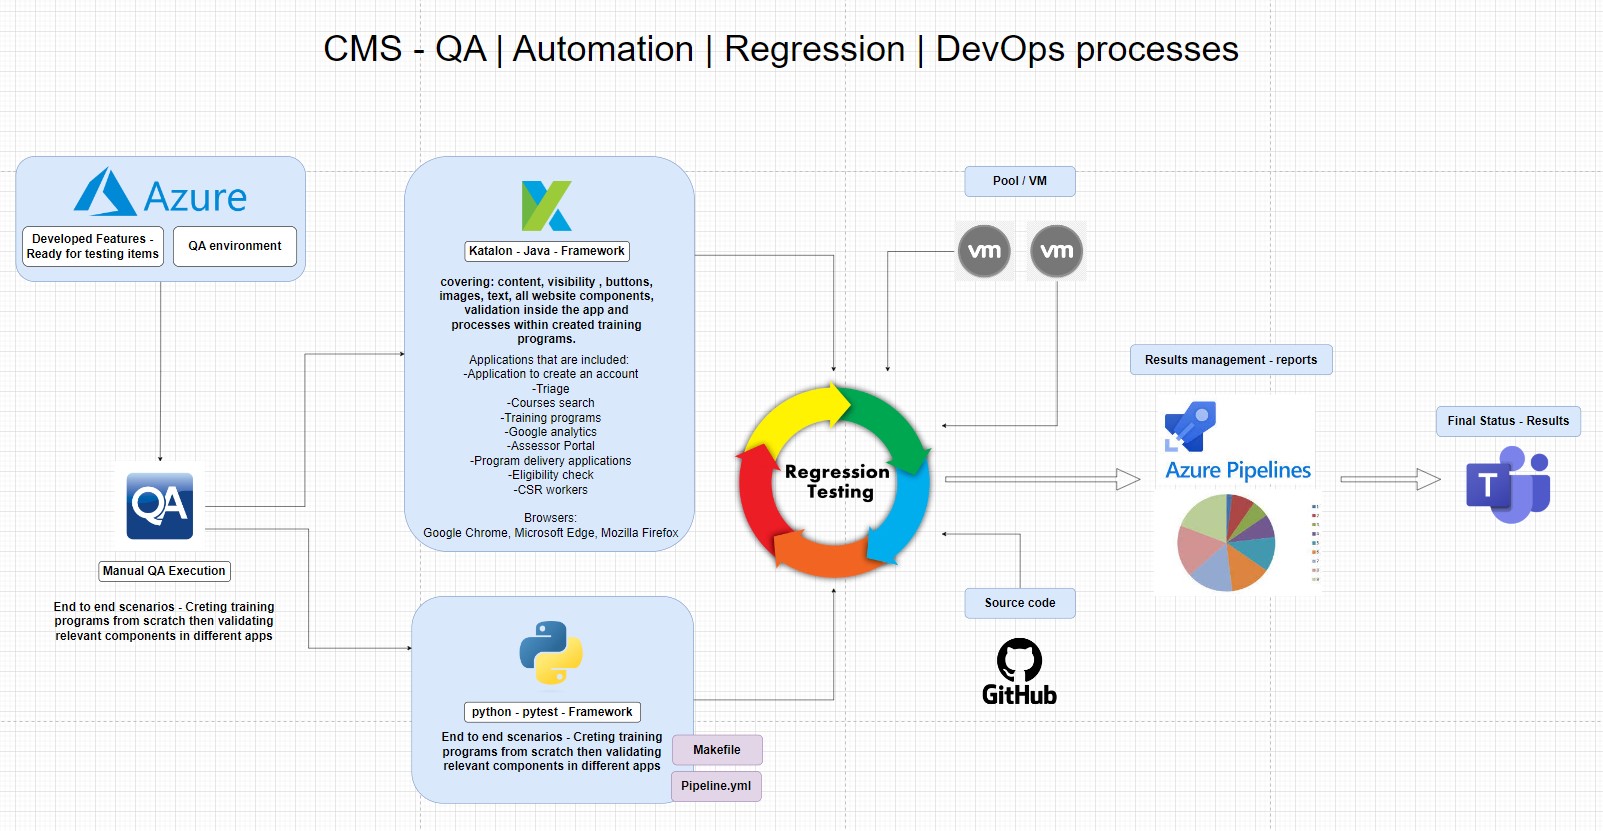 CMS - QA | Automation | Regression | DevOps processes
Azure
Developed Features -
Ready for testing items
QA environment
QA
Manual QA Execution
End to end scenarios - Creting training
programs from scratch then validating
relevant components in different apps
Katalon - Java - Framework
covering: content, visibility , buttons,
images, text, all website components,
validation inside the app and
processes within created training
programs.
Applications that are included:
-Application to create an account
-Triage
-Courses search
-Training programs
-Google analytics
-Assessor Portal
-Program delivery applications
-Eligibility check
-CSR workers
Browsers:
Google Chrome, Microsoft Edge, Mozilla Firefox
python - pytest - Framework
End to end scenarios - Creting training
programs from scratch then validating
relevant components in different apps
Makefile
Pipeline.yml
Regression
Testing
Pool / VM
vm
vm
Source code
GitHub
Results management - reports
Azure Pipelines
Final Status - Results
T